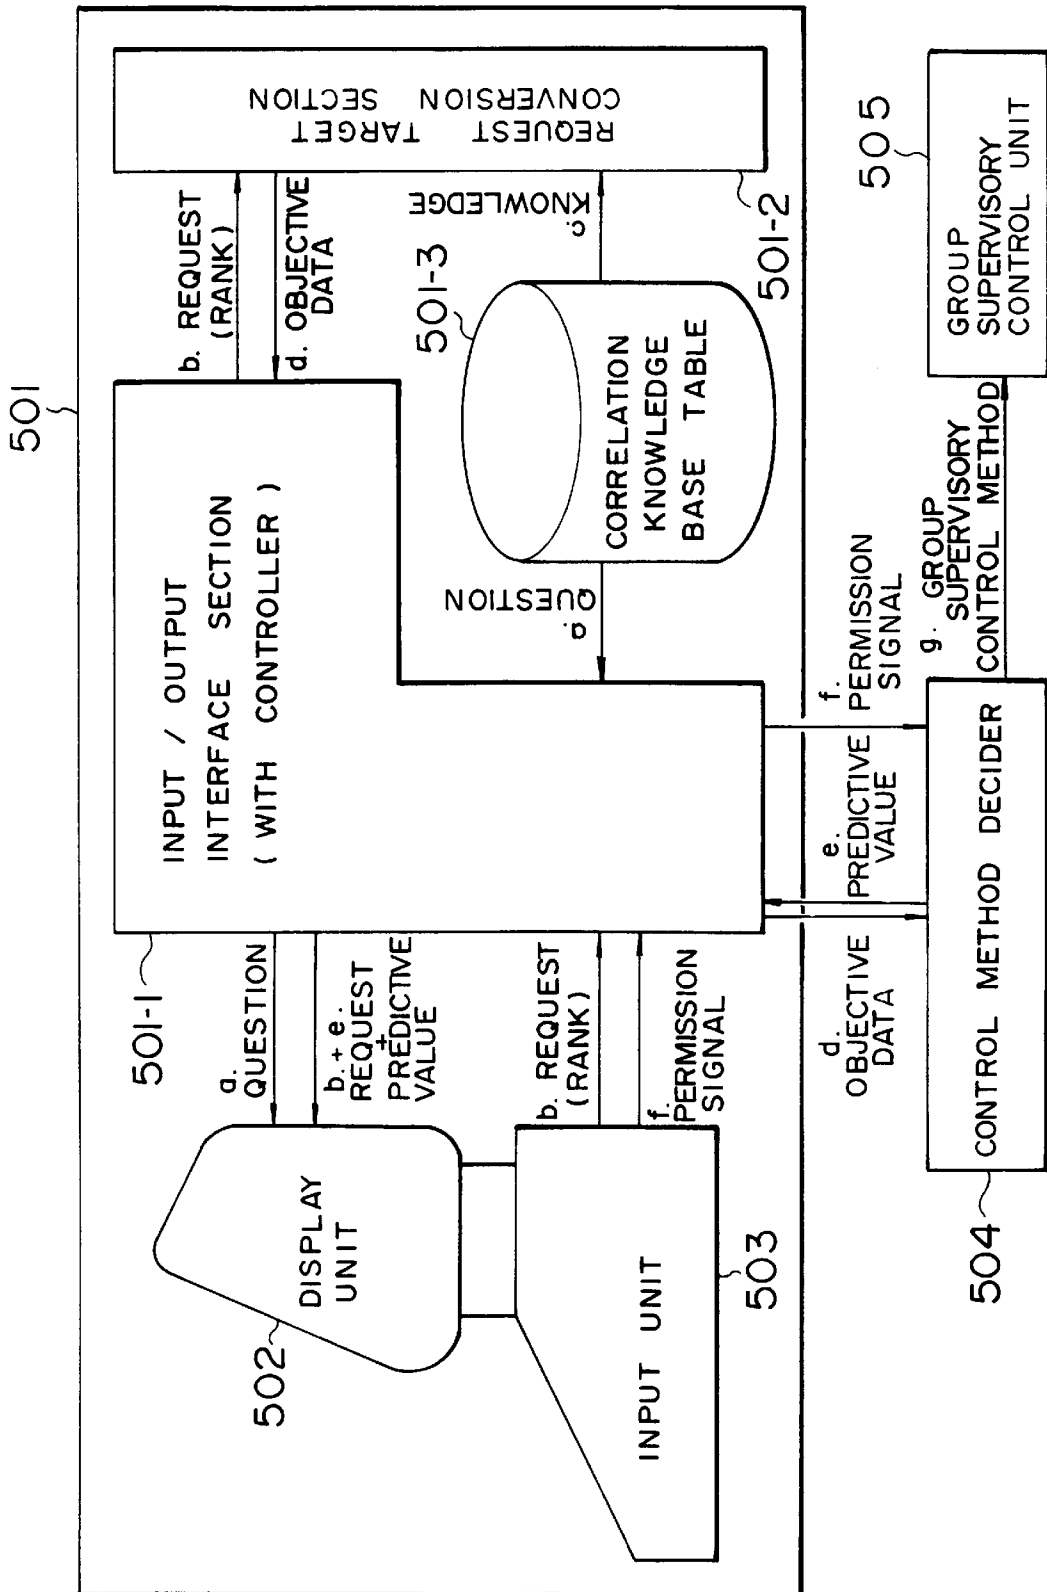 501
501-1
INPUT / OUTPUT
INTERFACE SECTION
( WITH CONTROLLER )
b. REQUEST
(RANK)
d. OBJECTIVE
DATA
REQUEST TARGET
CONVERSION SECTION
501-2
c.
KNOWLEDGE
501-3
CORRELATION
KNOWLEDGE
BASE TABLE
a.
QUESTION
a.
QUESTION
b.+ e.
REQUEST
+
PREDICTIVE
VALUE
DISPLAY
UNIT
502
b. REQUEST
(RANK)
f.
PERMISSION
SIGNAL
INPUT UNIT
503
d.
OBJECTIVE
DATA
e.
PREDICTIVE
VALUE
f.
PERMISSION
SIGNAL
CONTROL METHOD DECIDER
504
g. GROUP
SUPERVISORY
CONTROL METHOD
GROUP
SUPERVISORY
CONTROL UNIT
505